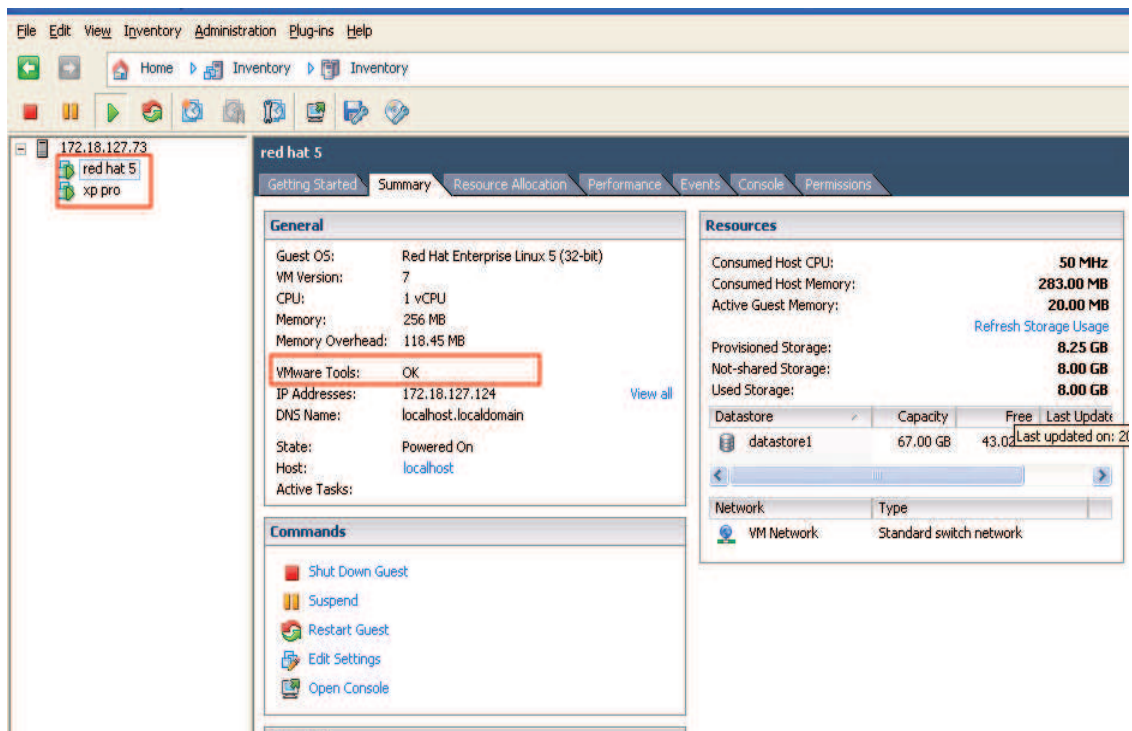 File Edit View Inventory Administration Plug-ins Help
Home Inventory Inventory
172.18.127.73
red hat 5
xp pro
red hat 5
Getting Started Summary Resource Allocation Performance Events Console Permissions
General
Guest OS: Red Hat Enterprise Linux 5 (32-bit)
VM Version: 7
CPU: 1 vCPU
Memory: 256 MB
Memory Overhead: 118.45 MB
VMware Tools: OK
IP Addresses: 172.18.127.124 View all
DNS Name: localhost.localdomain
State: Powered On
Host: localhost
Active Tasks:
Commands
Shut Down Guest
Suspend
Restart Guest
Edit Settings
Open Console
Resources
Consumed Host CPU: 50 MHz
Consumed Host Memory: 283.00 MB
Active Guest Memory: 20.00 MB
Refresh Storage Usage
Provisioned Storage: 8.25 GB
Not-shared Storage: 8.00 GB
Used Storage: 8.00 GB
Datastore Capacity Free Last Update
datastore1 67.00 GB 43.02 Last updated on: 20
Network Type
VM Network Standard switch network